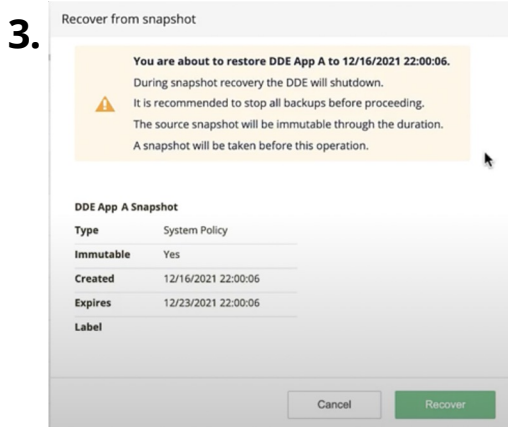 3.
Recover from snapshot
You are about to restore DDE App A to 12/16/2021 22:00:06.
During snapshot recovery the DDE will shutdown.
It is recommended to stop all backups before proceeding.
The source snapshot will be immutable through the duration.
A snapshot will be taken before this operation.
DDE App A Snapshot
Type System Policy
Immutable Yes
Created 12/16/2021 22:00:06
Expires 12/23/2021 22:00:06
Label
Cancel Recover